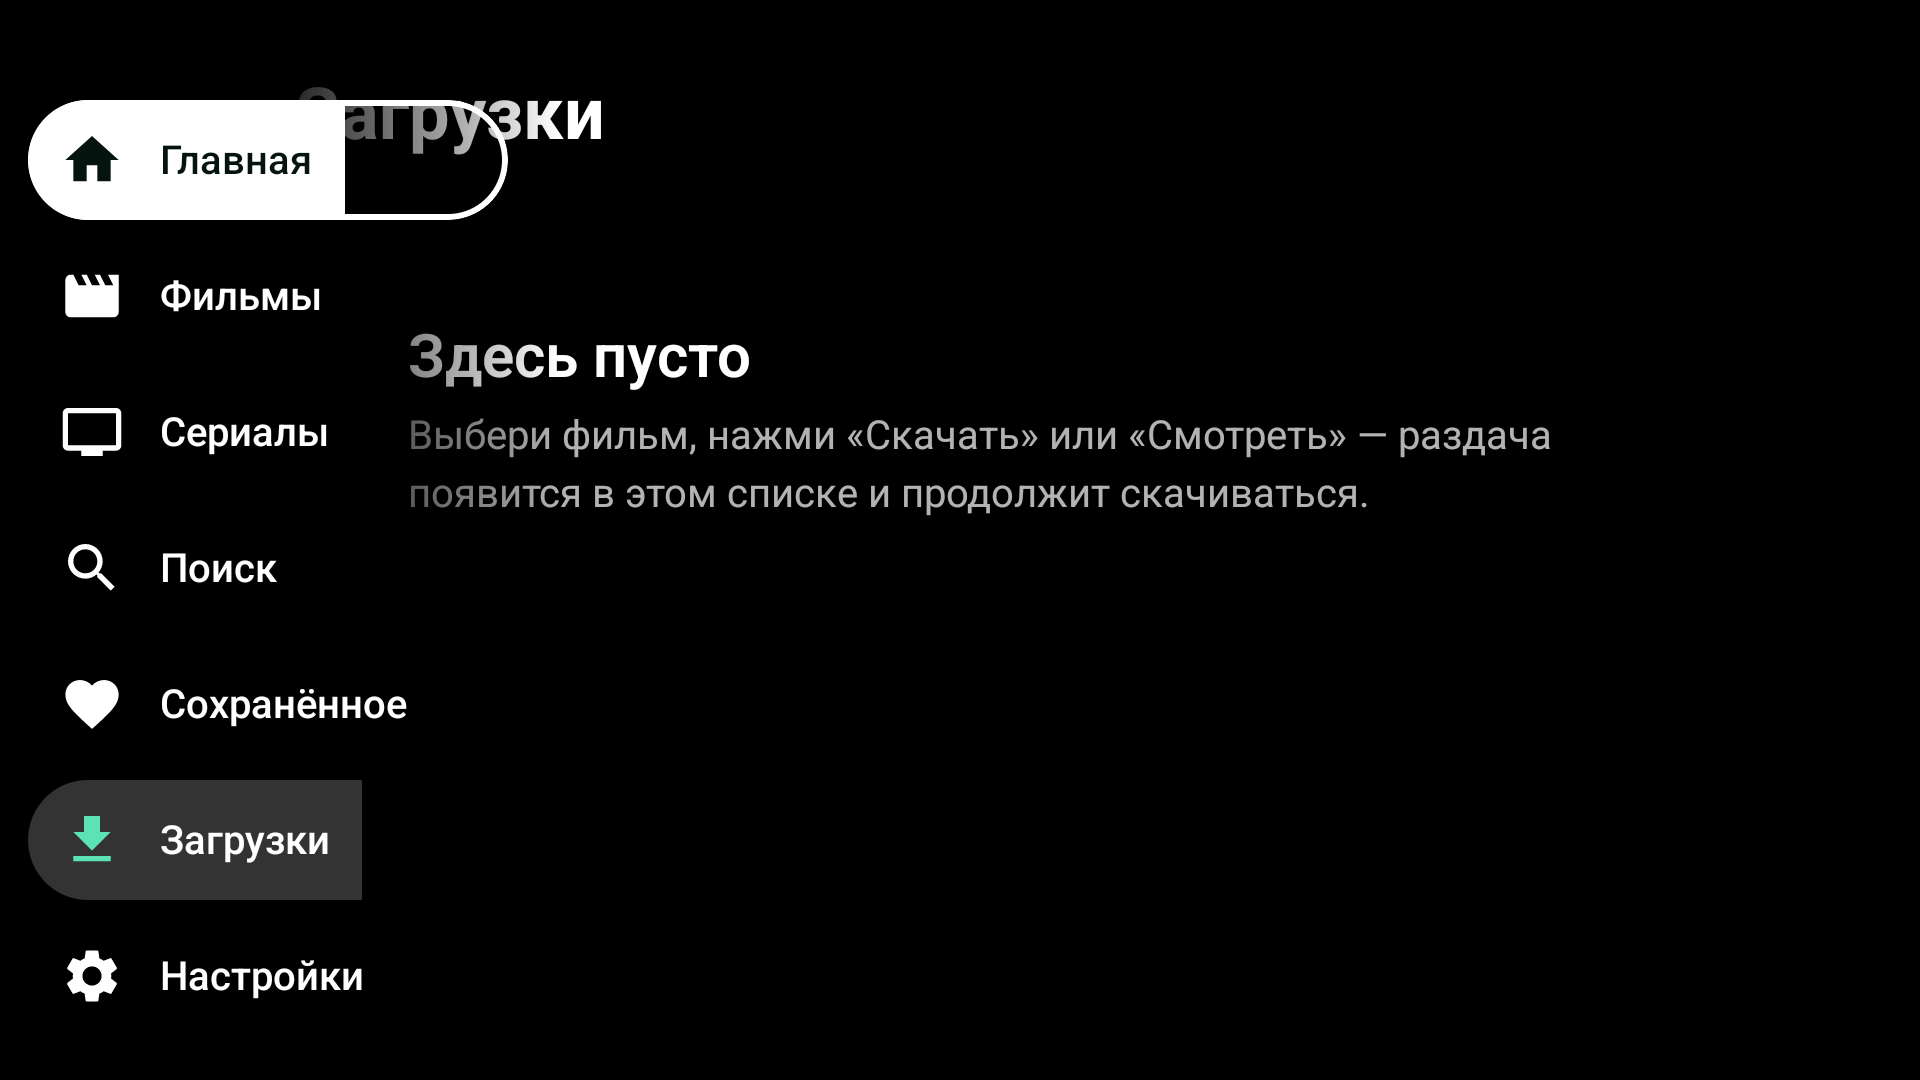 Загрузки
Главная
Фильмы
Сериалы
Поиск
Сохранённое
Загрузки
Настройки
Здесь пусто
Выбери фильм, нажми «Скачать» или «Смотреть» — раздача
появится в этом списке и продолжит скачиваться.